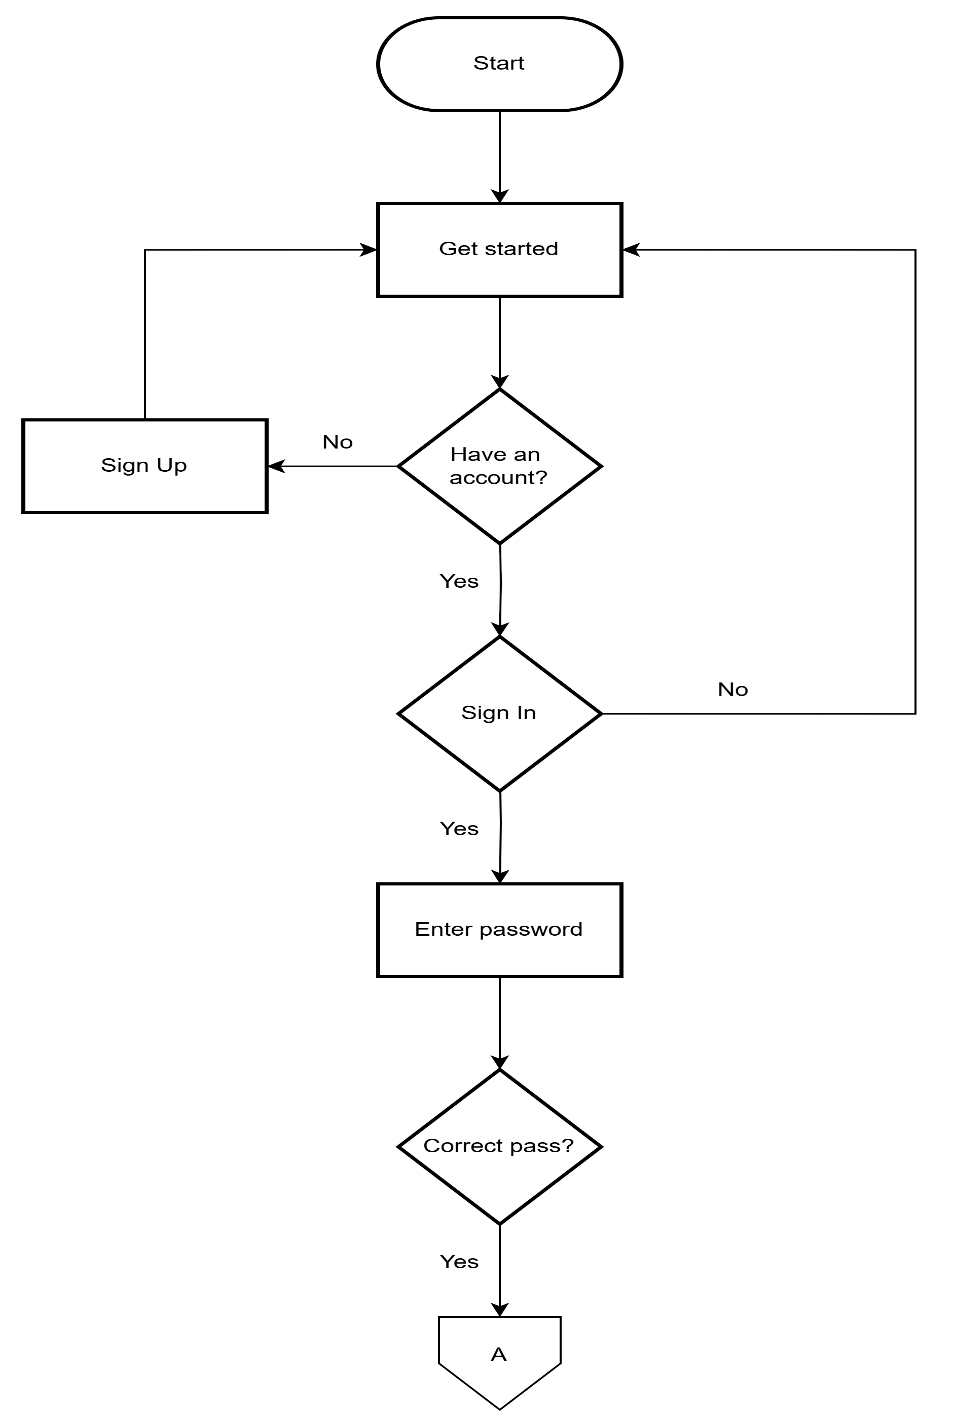 Start
Get started
No
Have an
account?
Sign Up
Yes
No
Sign In
Yes
Enter password
Correct pass?
Yes
A